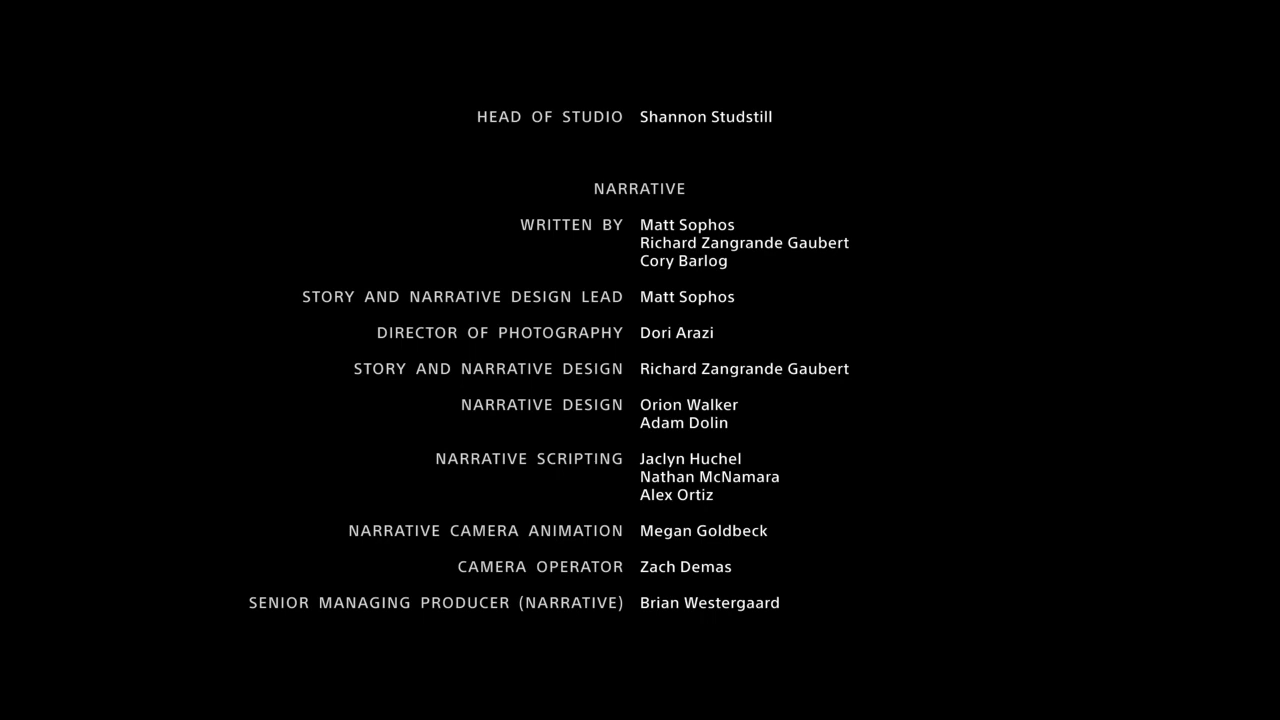 HEAD OF STUDIO Shannon Studstill
NARRATIVE
WRITTEN BY Matt Sophos
Richard Zangrande Gaubert
Cory Barlog
STORY AND NARRATIVE DESIGN LEAD Matt Sophos
DIRECTOR OF PHOTOGRAPHY Dori Arazi
STORY AND NARRATIVE DESIGN Richard Zangrande Gaubert
NARRATIVE DESIGN Orion Walker
Adam Dolin
NARRATIVE SCRIPTING Jaclyn Huchel
Nathan McNamara
Alex Ortiz
NARRATIVE CAMERA ANIMATION Megan Goldbeck
CAMERA OPERATOR Zach Demas
SENIOR MANAGING PRODUCER (NARRATIVE) Brian Westergaard